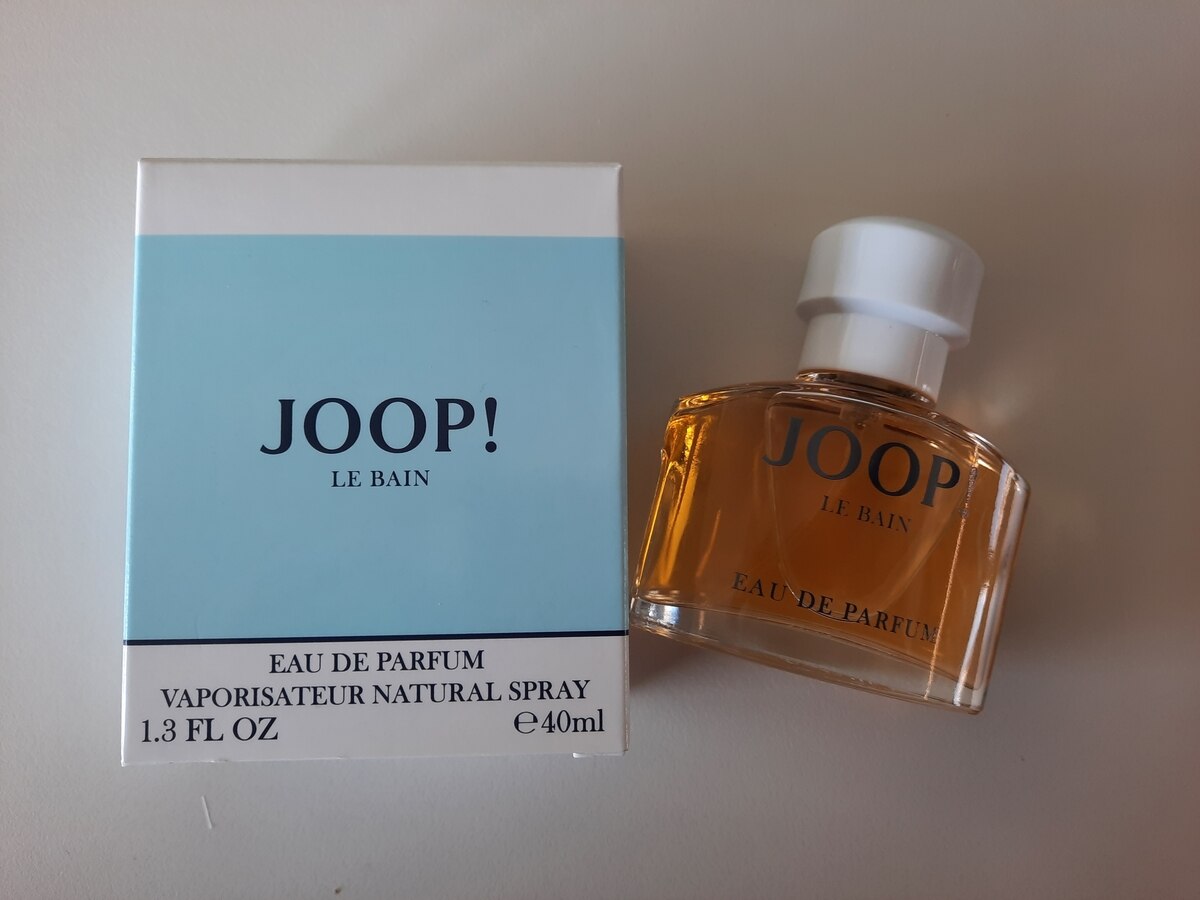 JOOP!
LE BAIN
EAU DE PARFUM
VAPORISATEUR NATURAL SPRAY
1.3 FL OZ ℮40ml
JOOP!
LE BAIN
EAU DE PARFUM